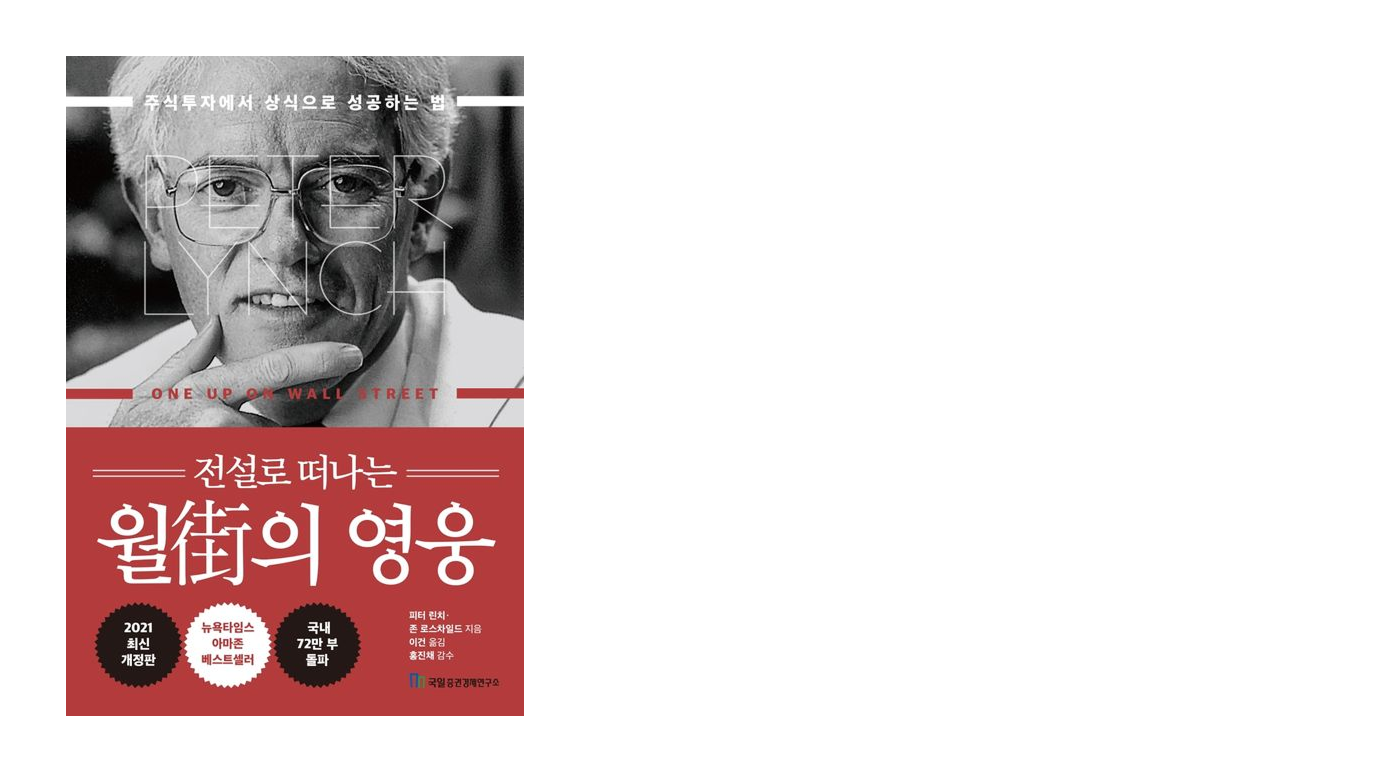 주식투자에서 상식으로 성공하는 법
PETER
LYNCH
ONE UP ON WALL STREET
전설로 떠나는
월街의 영웅
2021
최신
개정판
뉴욕타임스
아마존
베스트셀러
국내
72만 부
돌파
피터 린치·
존 로스차일드 지음
이건 옮김
홍진채 감수
국일증권경제연구소